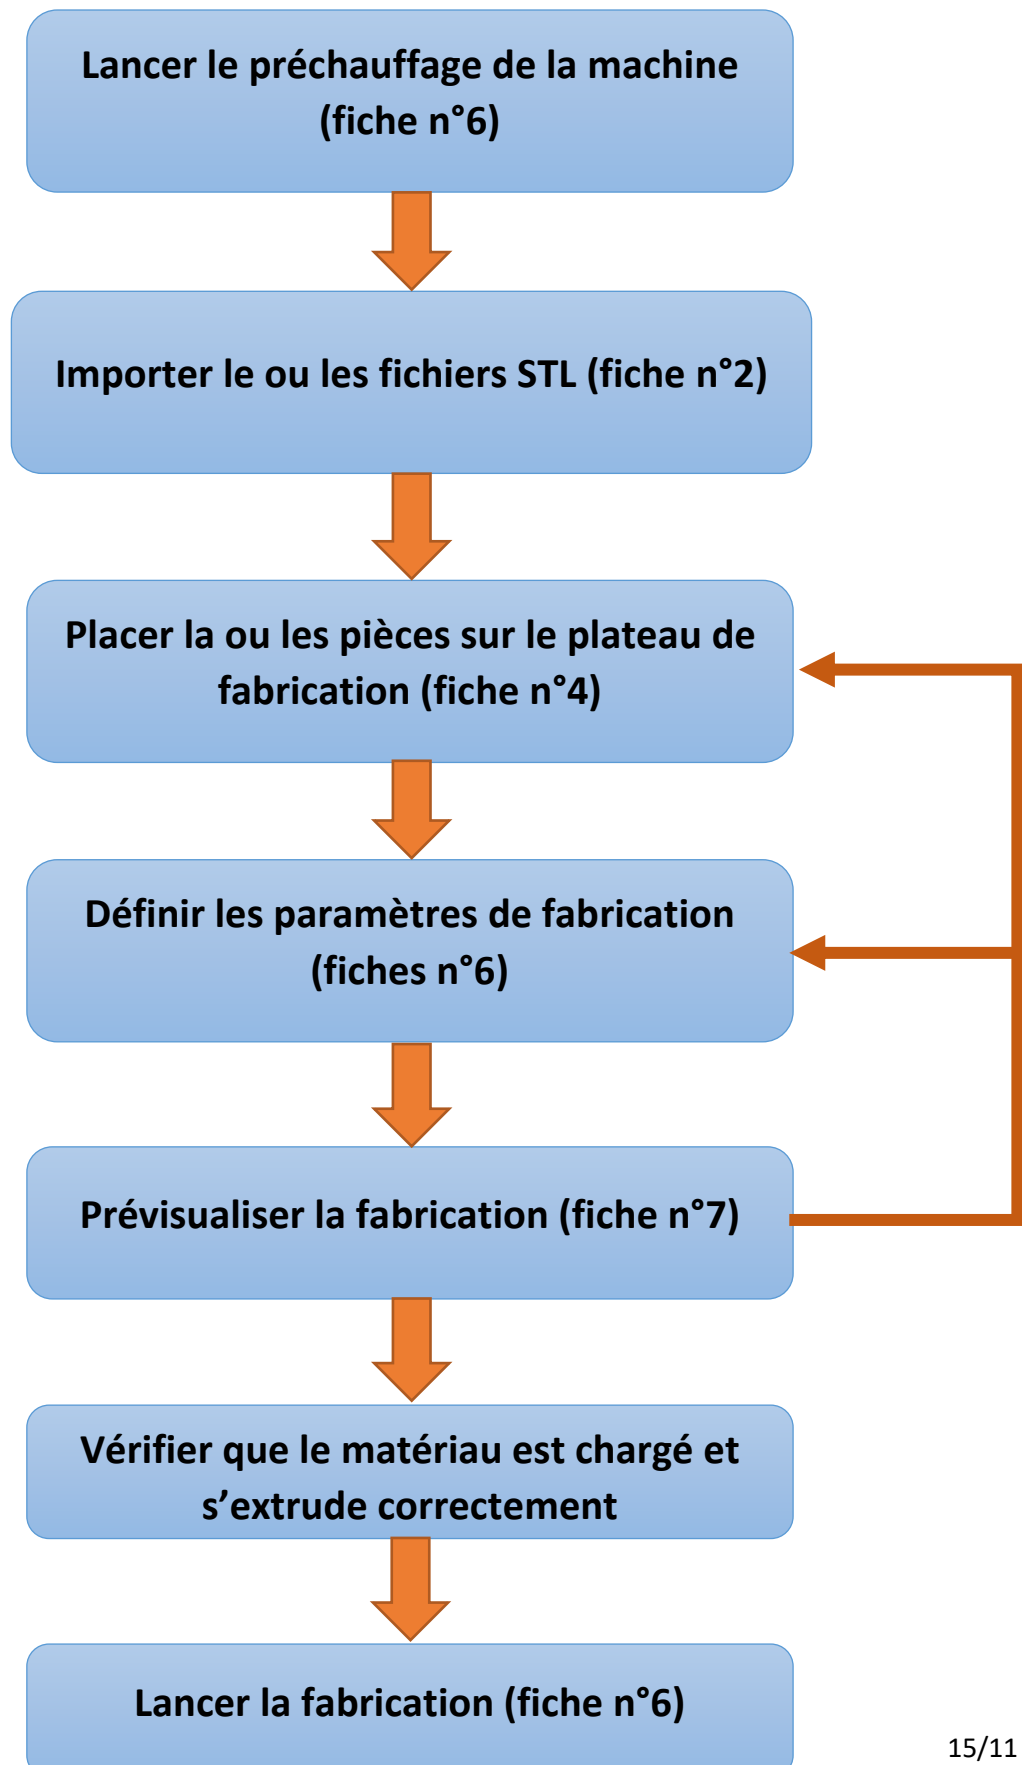 Lancer le préchauffage de la machine
(fiche n°6)
Importer le ou les fichiers STL (fiche n°2)
Placer la ou les pièces sur le plateau de
fabrication (fiche n°4)
Définir les paramètres de fabrication
(fiches n°6)
Prévisualiser la fabrication (fiche n°7)
Vérifier que le matériau est chargé et
s’extrude correctement
Lancer la fabrication (fiche n°6)
15/11